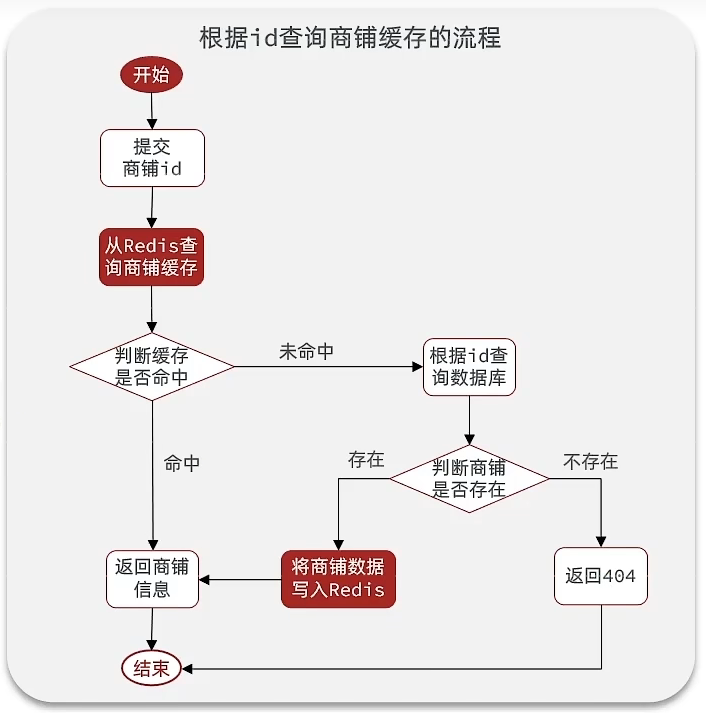 根据id查询商铺缓存的流程
开始
提交
商铺id
从Redis查
询商铺缓存
判断缓存
是否命中
未命中
根据id查
询数据库
命中
存在
判断商铺
是否存在
不存在
返回商铺
信息
将商铺数据
写入Redis
返回404
结束